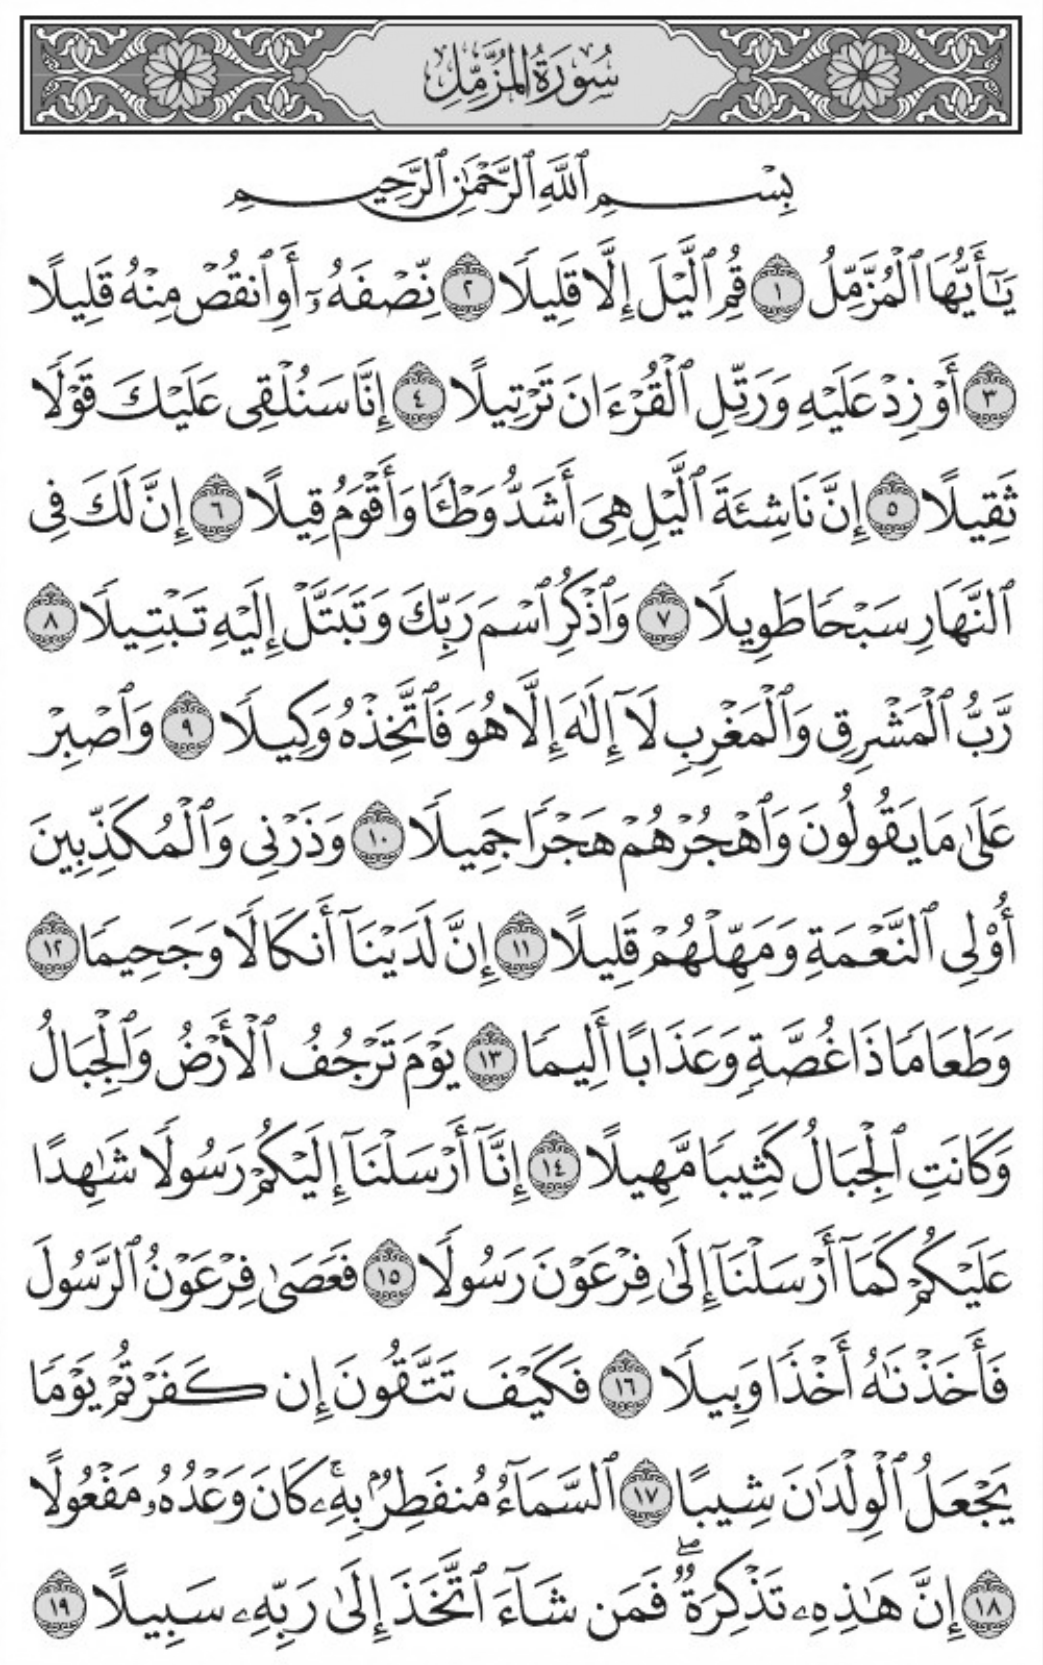 سُورَةُ الْمُزَّمِّلِ
بِسْمِ ٱللَّهِ ٱلرَّحْمَٰنِ ٱلرَّحِيمِ
يَٰٓأَيُّهَا ٱلْمُزَّمِّلُ ١ قُمِ ٱلَّيْلَ إِلَّا قَلِيلًا ٢ نِّصْفَهُۥٓ أَوِ ٱنقُصْ مِنْهُ قَلِيلًا
٣ أَوْ زِدْ عَلَيْهِ وَرَتِّلِ ٱلْقُرْءَانَ تَرْتِيلًا ٤ إِنَّا سَنُلْقِى عَلَيْكَ قَوْلًا
ثَقِيلًا ٥ إِنَّ نَاشِئَةَ ٱلَّيْلِ هِىَ أَشَدُّ وَطْـًٔا وَأَقْوَمُ قِيلًا ٦ إِنَّ لَكَ فِى
ٱلنَّهَارِ سَبْحًا طَوِيلًا ٧ وَٱذْكُرِ ٱسْمَ رَبِّكَ وَتَبَتَّلْ إِلَيْهِ تَبْتِيلًا ٨
رَّبُّ ٱلْمَشْرِقِ وَٱلْمَغْرِبِ لَآ إِلَٰهَ إِلَّا هُوَ فَٱتَّخِذْهُ وَكِيلًا ٩ وَٱصْبِرْ
عَلَىٰ مَا يَقُولُونَ وَٱهْجُرْهُمْ هَجْرًا جَمِيلًا ١٠ وَذَرْنِى وَٱلْمُكَذِّبِينَ
أُو۟لِى ٱلنَّعْمَةِ وَمَهِّلْهُمْ قَلِيلًا ١١ إِنَّ لَدَيْنَآ أَنكَالًا وَجَحِيمًا ١٢
وَطَعَامًا ذَا غُصَّةٍ وَعَذَابًا أَلِيمًا ١٣ يَوْمَ تَرْجُفُ ٱلْأَرْضُ وَٱلْجِبَالُ
وَكَانَتِ ٱلْجِبَالُ كَثِيبًا مَّهِيلًا ١٤ إِنَّآ أَرْسَلْنَآ إِلَيْكُمْ رَسُولًا شَٰهِدًا
عَلَيْكُمْ كَمَآ أَرْسَلْنَآ إِلَىٰ فِرْعَوْنَ رَسُولًا ١٥ فَعَصَىٰ فِرْعَوْنُ ٱلرَّسُولَ
فَأَخَذْنَٰهُ أَخْذًا وَبِيلًا ١٦ فَكَيْفَ تَتَّقُونَ إِن كَفَرْتُمْ يَوْمًا
يَجْعَلُ ٱلْوِلْدَٰنَ شِيبًا ١٧ ٱلسَّمَآءُ مُنفَطِرٌۢ بِهِۦۚ كَانَ وَعْدُهُۥ مَفْعُولًا
١٨ إِنَّ هَٰذِهِۦ تَذْكِرَةٌۖ فَمَن شَآءَ ٱتَّخَذَ إِلَىٰ رَبِّهِۦ سَبِيلًا ١٩